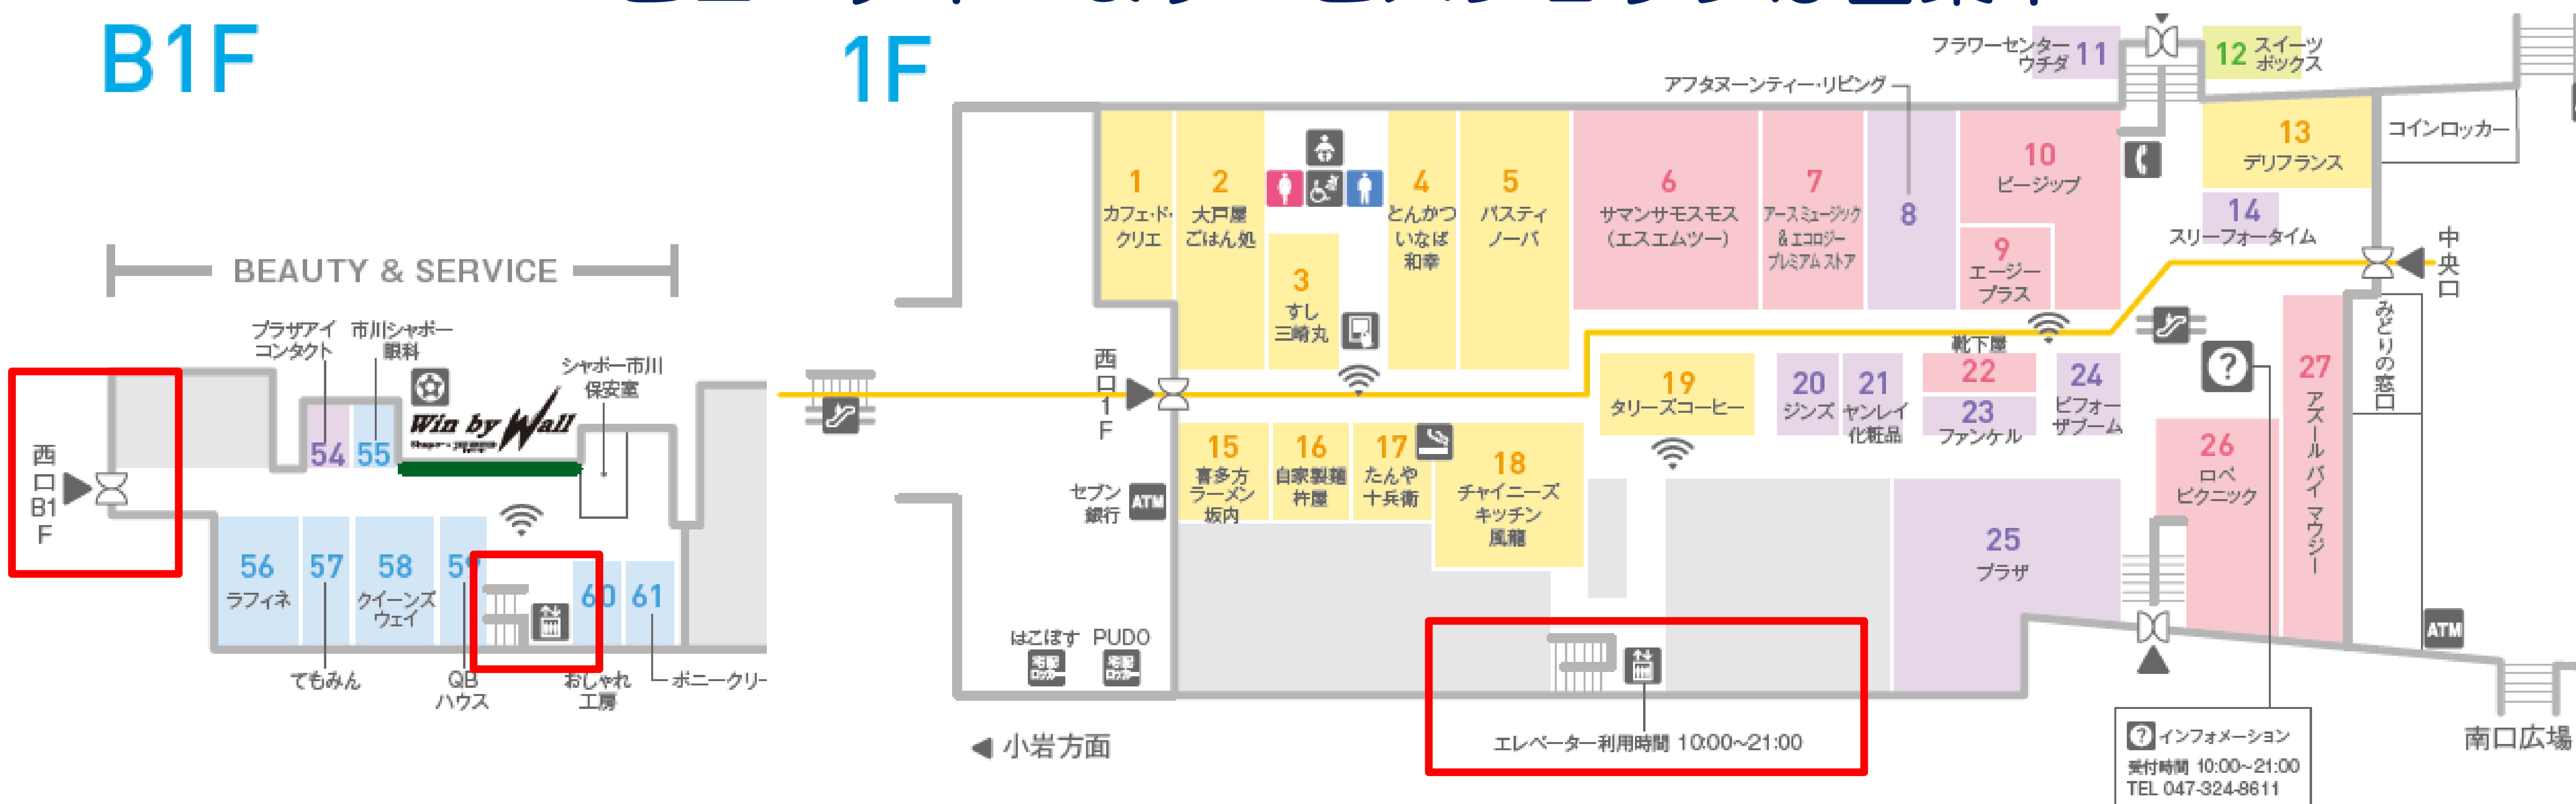 B1F
BEAUTY & SERVICE
プラザアイ
コンタクト
市川シャポー
眼科
シャポー市川
保安室
Win by Wall
54
55
西口B1F
56
ラフィネ
57
58
クイーンズ
ウェイ
59
60
61
てもみん
QB
ハウス
おしゃれ
工房
ポニークリー
1F
フラワーセンター
ウチダ
11
12
スイーツ
ボックス
アフタヌーンティー・リビング
コインロッカー
1
カフェ・ド・
クリエ
2
大戸屋
ごはん処
3
すし
三崎丸
4
とんかつ
いなば
和幸
5
パスティ
ノーバ
6
サマンサモスモス
(エスエムツー)
7
アースミュージック
&エコロジー
プレミアムストア
8
10
ビージップ
9
エージー
プラス
13
デリフランス
14
スリーフォータイム
中央口
みどりの窓口
西口1F
19
タリーズコーヒー
20
ジンズ
21
ヤンレイ
化粧品
靴下屋
22
23
ファンケル
24
ビフォー
ザブーム
?
27
アズール バイ マウジー
26
ロペ
ピクニック
セブン
銀行
ATM
15
喜多方
ラーメン
坂内
16
自家製麺
杵屋
17
たんや
十兵衛
18
チャイニーズ
キッチン
風龍
25
プラザ
ATM
はこぽす
宅配
ロッカー
PUDO
宅配
ロッカー
小岩方面
エレベーター利用時間 10:00~21:00
? インフォメーション
受付時間 10:00~21:00
TEL 047-324-8611
南口広場